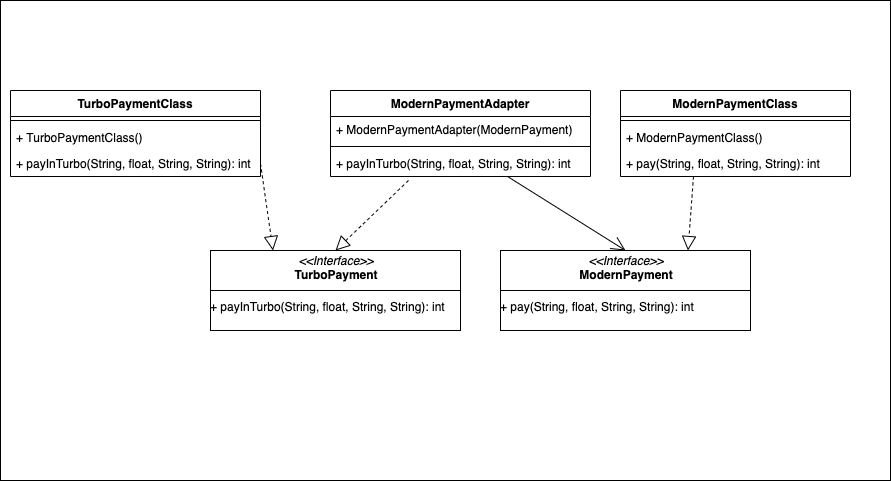 TurboPaymentClass
+ TurboPaymentClass()
+ payInTurbo(String, float, String, String): int
ModernPaymentAdapter
+ ModernPaymentAdapter(ModernPayment)
+ payInTurbo(String, float, String, String): int
ModernPaymentClass
+ ModernPaymentClass()
+ pay(String, float, String, String): int
<<Interface>>
TurboPayment
+ payInTurbo(String, float, String, String): int
<<Interface>>
ModernPayment
+ pay(String, float, String, String): int